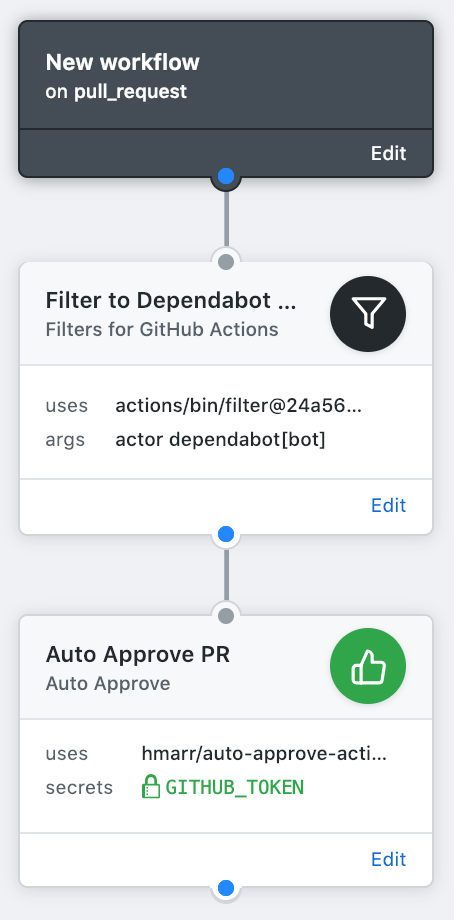 New workflow
on pull_request
Edit
Filter to Dependabot ...
Filters for GitHub Actions
uses actions/bin/filter@24a56...
args actor dependabot[bot]
Edit
Auto Approve PR
Auto Approve
uses hmarr/auto-approve-acti...
secrets GITHUB_TOKEN
Edit